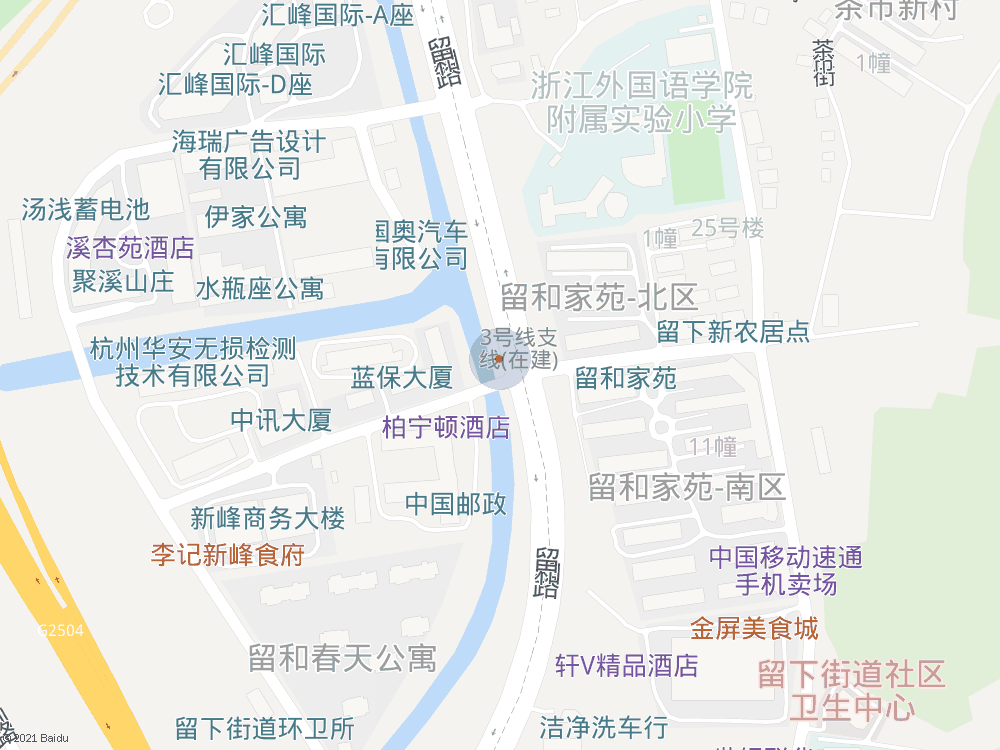 汇峰国际-A座
茶市新村
汇峰国际
茶市街
1幢
汇峰国际-D座
浙江外国语学院
附属实验小学
海瑞广告设计
有限公司
汤浅蓄电池
伊家公寓
国奥汽车
有限公司
25号楼
1幢
溪杏苑酒店
聚溪山庄
水瓶座公寓
留和家苑-北区
3号线支
线(在建)
留下新农居点
杭州华安无损检测
技术有限公司
蓝保大厦
留和家苑
中讯大厦
柏宁顿酒店
11幢
留和家苑-南区
中国邮政
新峰商务大楼
李记新峰食府
中国移动速通
手机卖场
G2504
金屏美食城
留和春天公寓
轩V精品酒店
留下街道社区
卫生中心
留下街道环卫所
洁净洗车行
© 2021 Baidu